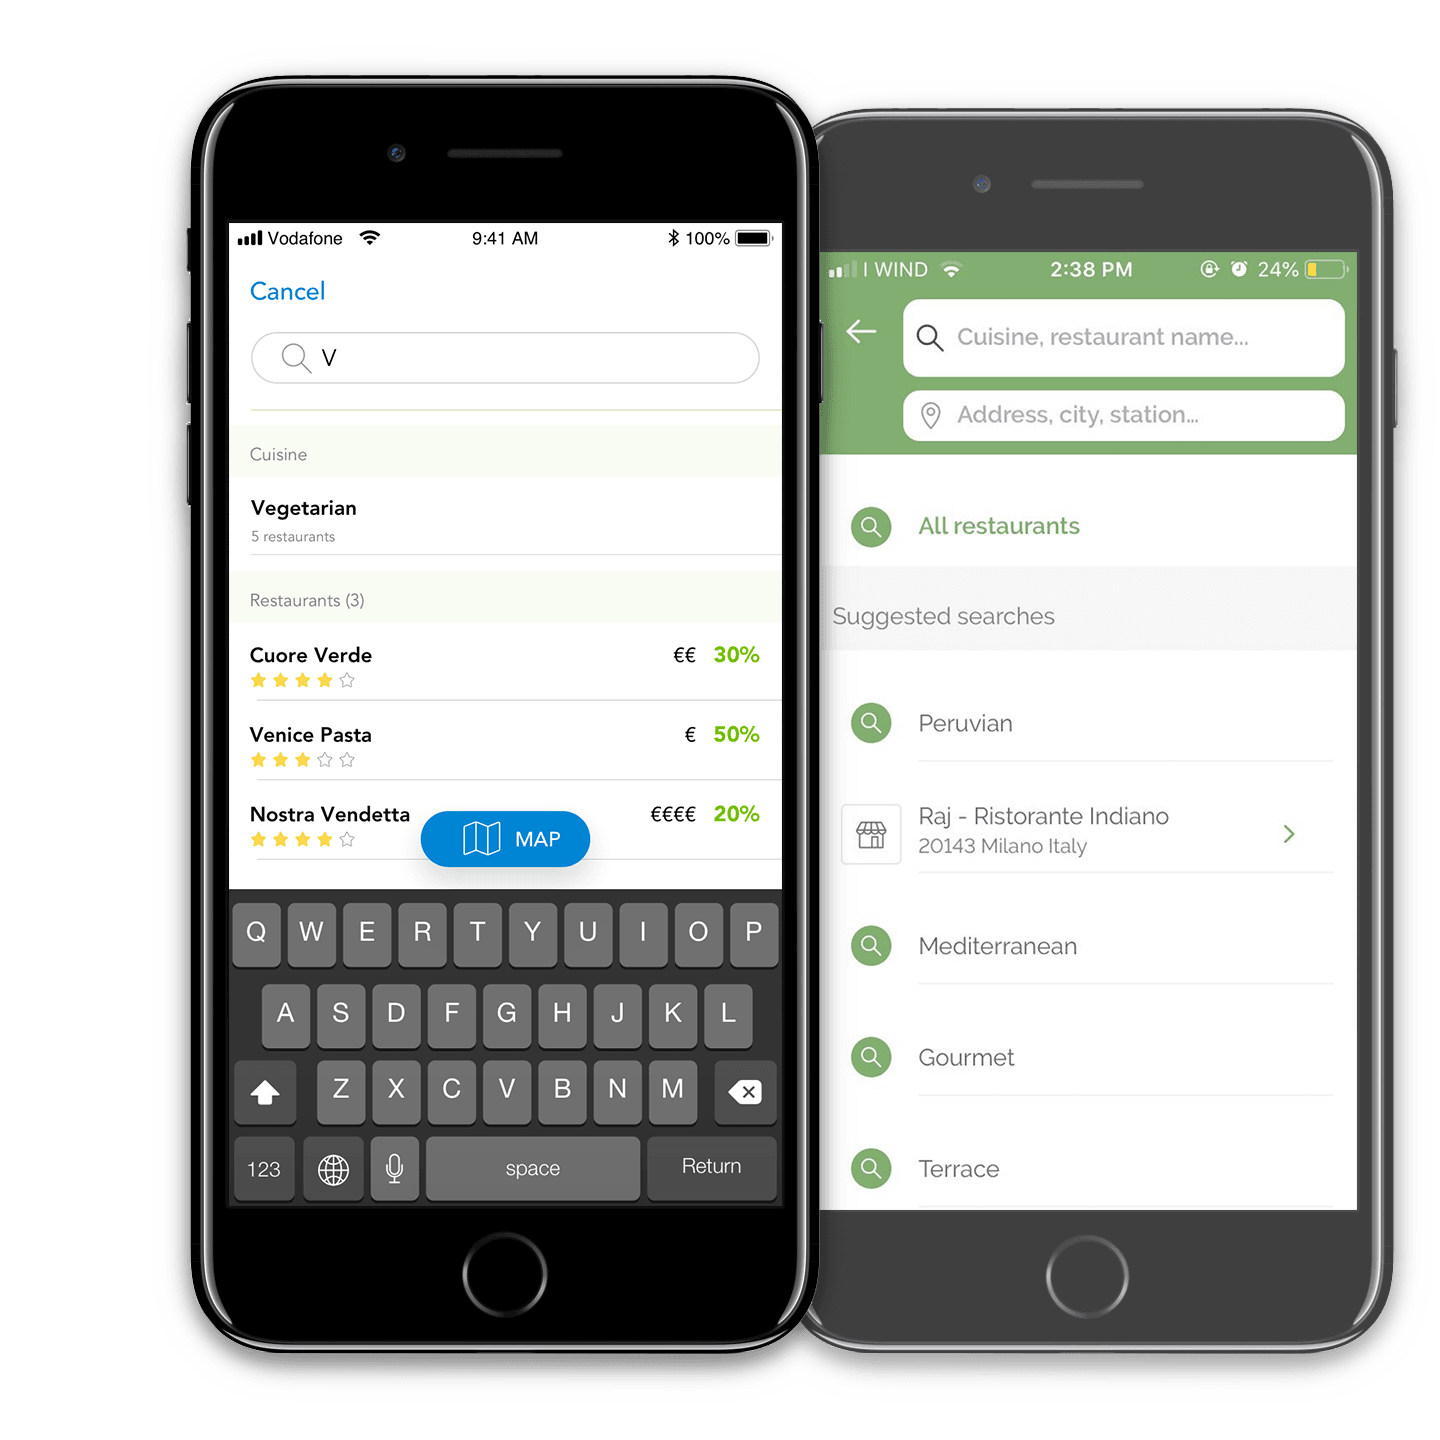 Vodafone 9:41 AM 100%
Cancel
V
Cuisine
Vegetarian
5 restaurants
Restaurants (3)
Cuore Verde €€ 30%
Venice Pasta € 50%
Nostra Vendetta €€€€ 20%
MAP
Q W E R T Y U I O P
A S D F G H J K L
Z X C V B N M
123 space Return
I WIND 2:38 PM 24%
Cuisine, restaurant name...
Address, city, station...
All restaurants
Suggested searches
Peruvian
Raj - Ristorante Indiano
20143 Milano Italy
Mediterranean
Gourmet
Terrace